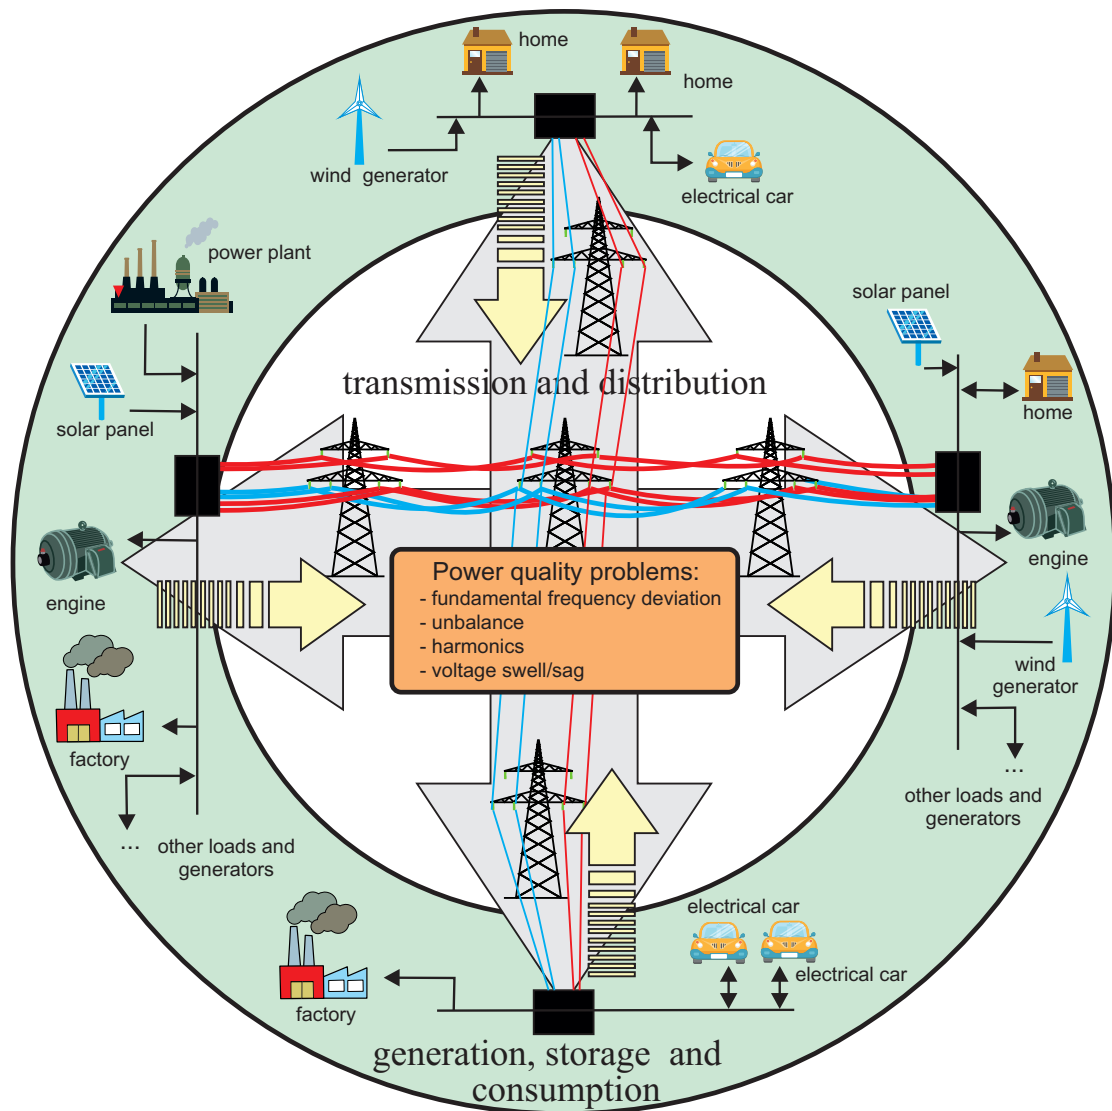 home
home
wind generator
electrical car
power plant
solar panel
transmission and distribution
solar panel
home
engine
engine
Power quality problems:
- fundamental frequency deviation
- unbalance
- harmonics
- voltage swell/sag
wind
generator
factory
...
other loads and
generators
... other loads and
generators
electrical car
electrical car
factory
generation, storage and
consumption